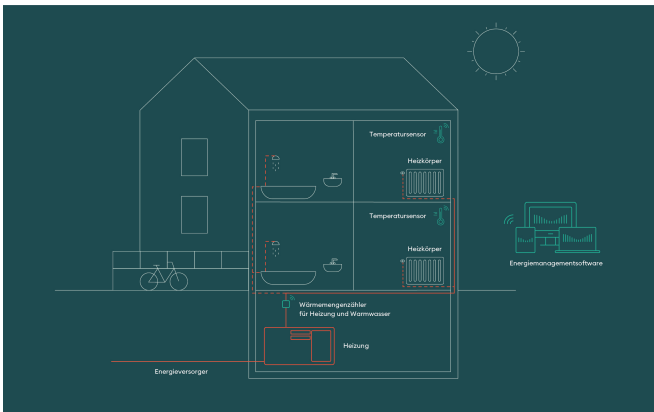 Temperatursensor
Heizkörper
Temperatursensor
Heizkörper
Energiemanagementsoftware
Wärmemengenzähler
für Heizung und Warmwasser
Heizung
Energieversorger